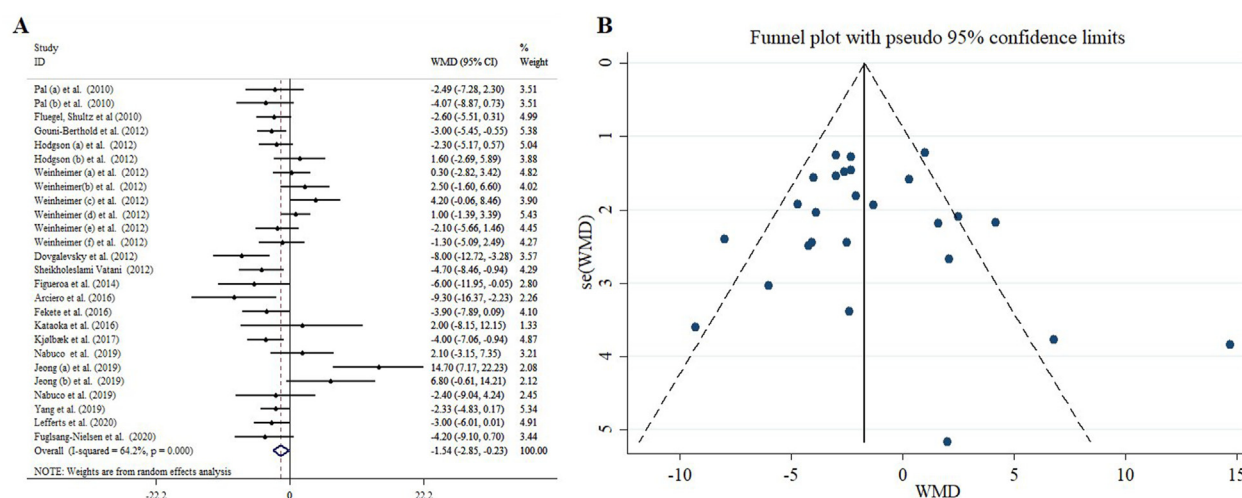 A
Study
%
ID WMD (95% CI) Weight
Pal (a) et al. (2010) -2.49 (-7.28, 2.30) 3.51
Pal (b) et al. (2010) -4.07 (-8.87, 0.73) 3.51
Fluegel, Shultz et al (2010) -2.60 (-5.51, 0.31) 4.99
Gouni-Berthold et al. (2012) -3.00 (-5.45, -0.55) 5.38
Hodgson (a) et al. (2012) -2.30 (-5.17, 0.57) 5.04
Hodgson (b) et al. (2012) 1.60 (-2.69, 5.89) 3.88
Weinheimer (a) et al. (2012) 0.30 (-2.82, 3.42) 4.82
Weinheimer(b) et al. (2012) 2.50 (-1.60, 6.60) 4.02
Weinheimer (c) et al. (2012) 4.20 (-0.06, 8.46) 3.90
Weinheimer (d) et al. (2012) 1.00 (-1.39, 3.39) 5.43
Weinheimer (e) et al. (2012) -2.10 (-5.66, 1.46) 4.45
Weinheimer (f) et al. (2012) -1.30 (-5.09, 2.49) 4.27
Dovgalevsky et al. (2012) -8.00 (-12.72, -3.28) 3.57
Sheikholeslami Vatani (2012) -4.70 (-8.46, -0.94) 4.29
Figueroa et al. (2014) -6.00 (-11.95, -0.05) 2.80
Arciero et al. (2016) -9.30 (-16.37, -2.23) 2.26
Fekete et al. (2016) -3.90 (-7.89, 0.09) 4.10
Kataoka et al. (2016) 2.00 (-8.15, 12.15) 1.33
Kjølbæk et al. (2017) -4.00 (-7.06, -0.94) 4.87
Nabuco et al. (2019) 2.10 (-3.15, 7.35) 3.21
Jeong (a) et al. (2019) 14.70 (7.17, 22.23) 2.08
Jeong (b) et al. (2019) 6.80 (-0.61, 14.21) 2.12
Nabuco et al. (2019) -2.40 (-9.04, 4.24) 2.45
Yang et al. (2019) -2.33 (-4.83, 0.17) 5.34
Lefferts et al. (2020) -3.00 (-6.01, 0.01) 4.91
Fuglsang-Nielsen et al. (2020) -4.20 (-9.10, 0.70) 3.44
Overall (I-squared = 64.2%, p = 0.000) -1.54 (-2.85, -0.23) 100.00
NOTE: Weights are from random effects analysis
-22.2 0 22.2
B
Funnel plot with pseudo 95% confidence limits
se(WMD)
0
1
2
3
4
5
-10 -5 0 5 10 15
WMD